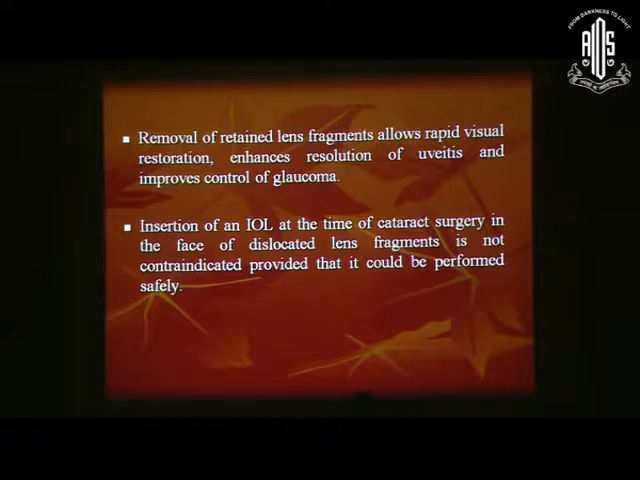 FROM DARKNESS TO LIGHT
AIOS
Removal of retained lens fragments allows rapid visual
restoration, enhances resolution of uveitis and
improves control of glaucoma.
Insertion of an IOL at the time of cataract surgery in
the face of dislocated lens fragments is not
contraindicated provided that it could be performed
safely.